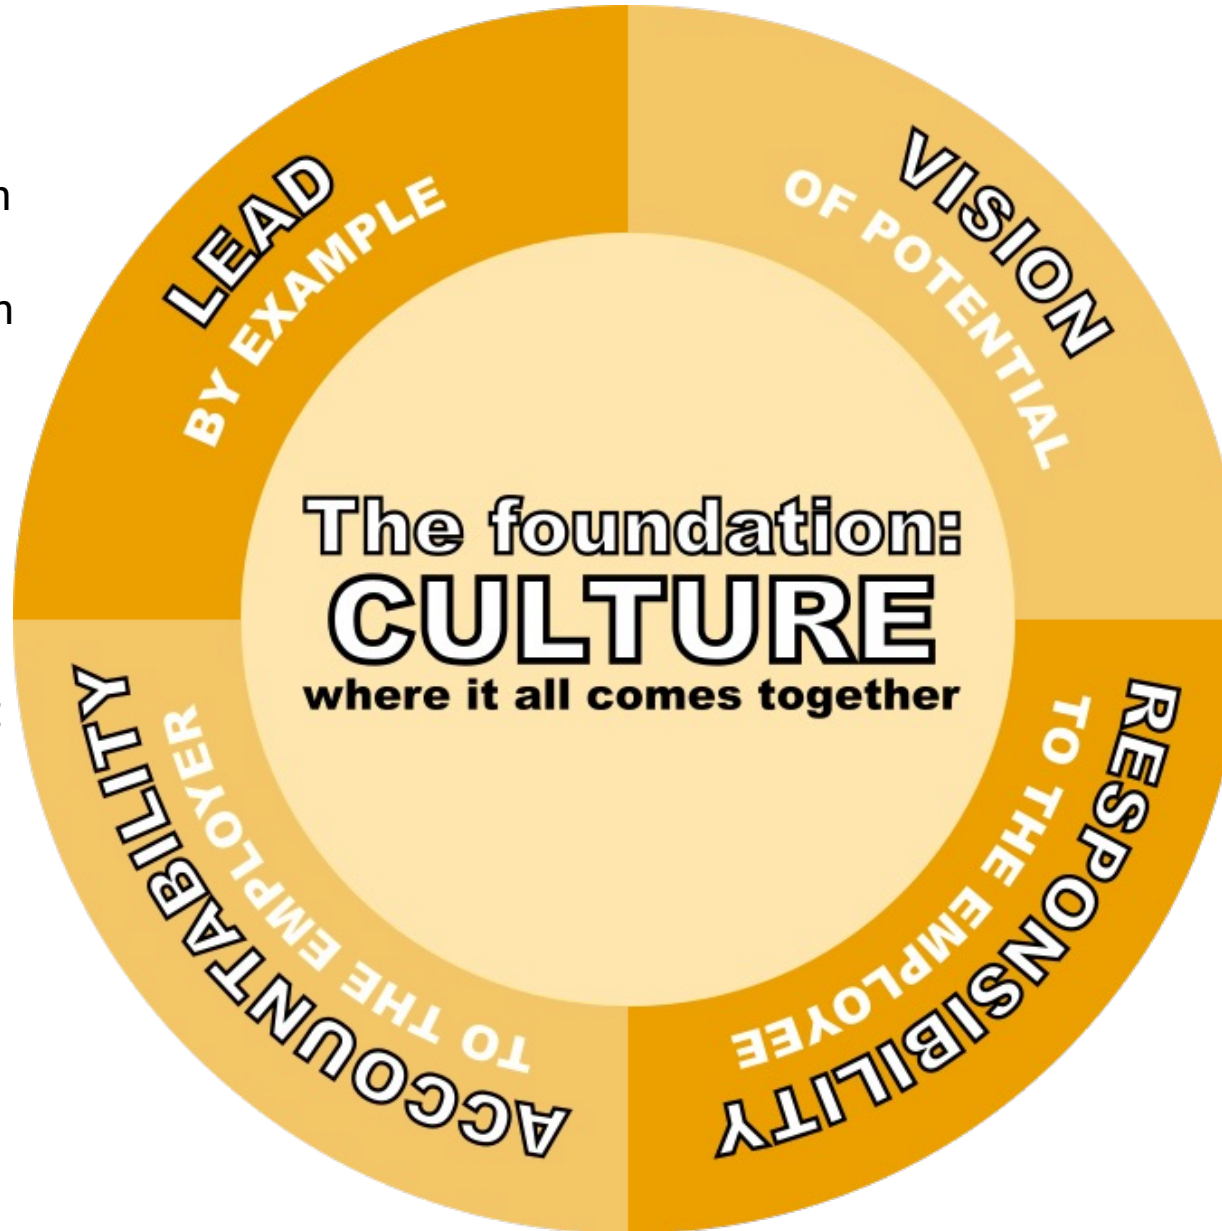 LEAD
BY EXAMPLE
VISION
OF POTENTIAL
The foundation:
CULTURE
where it all comes together
RESPONSIBILITY
TO THE EMPLOYEE
ACCOUNTABILITY
TO THE EMPLOYER